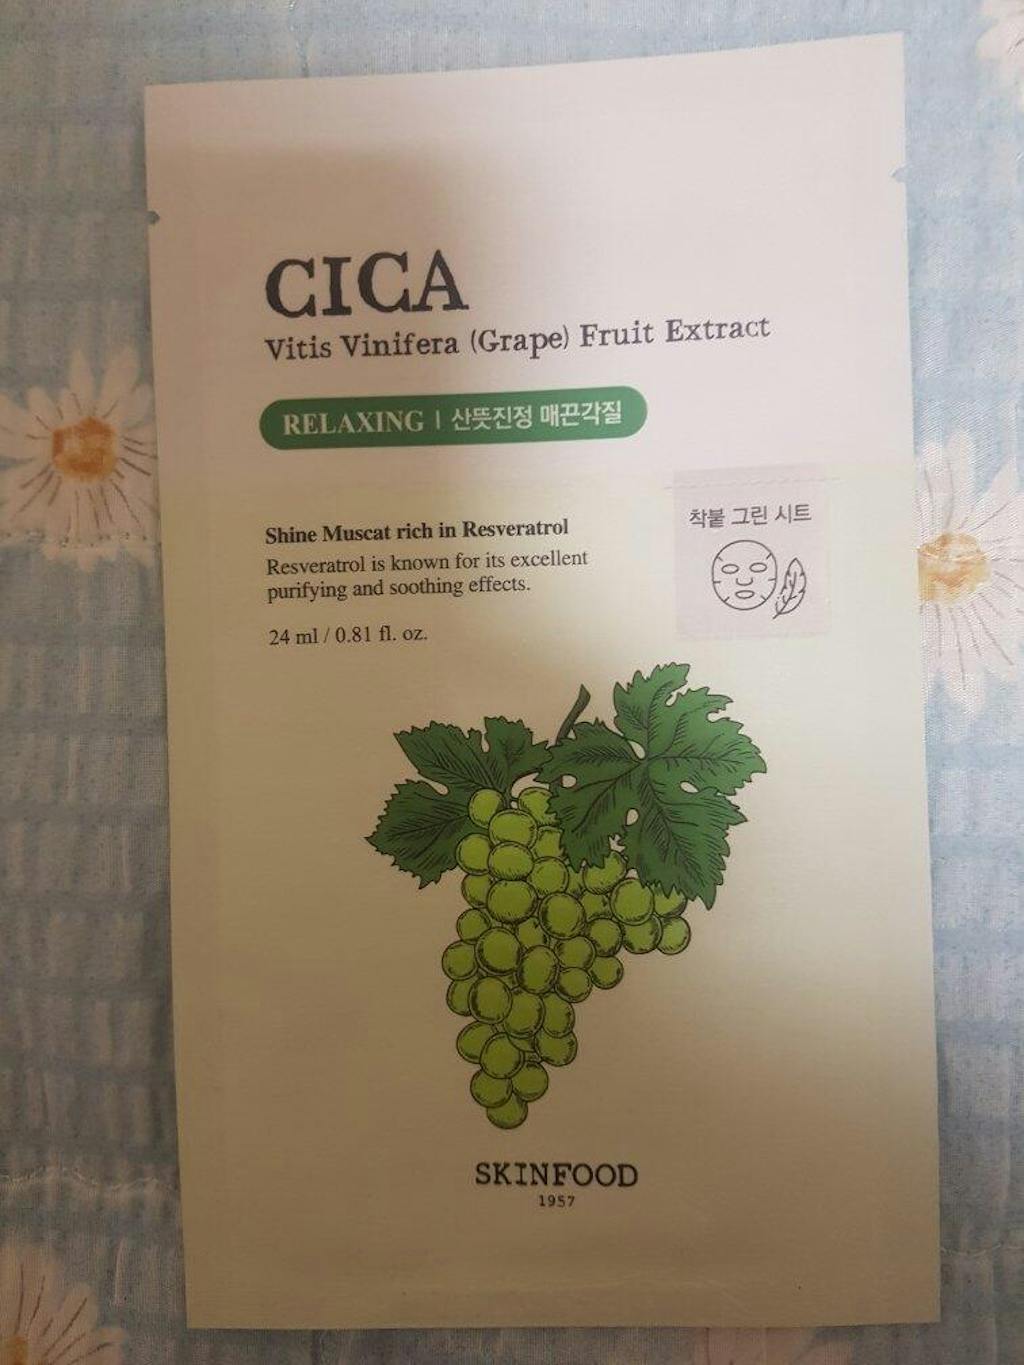 CICA
Vitis Vinifera (Grape) Fruit Extract
RELAXING | 산뜻진정 매끈각질
Shine Muscat rich in Resveratrol
Resveratrol is known for its excellent
purifying and soothing effects.
24 ml / 0.81 fl. oz.
착붙 그린 시트
SKINFOOD
1957